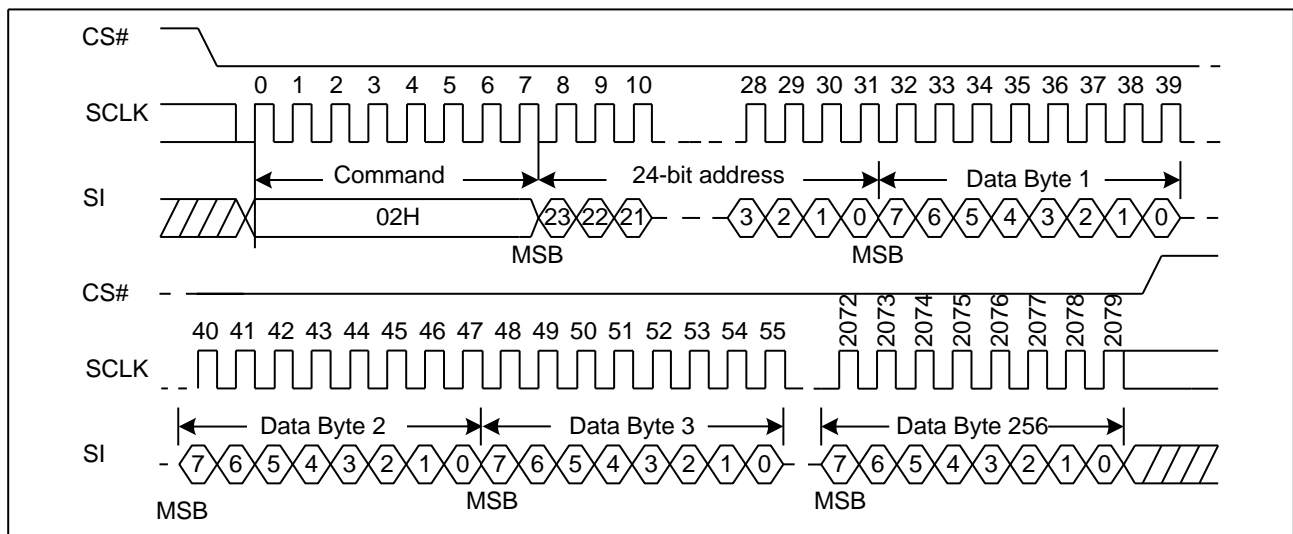 CS#
0 1 2 3 4 5 6 7 8 9 10 28 29 30 31 32 33 34 35 36 37 38 39
SCLK
Command 24-bit address Data Byte 1
SI
02H 23 22 21 3 2 1 0 7 6 5 4 3 2 1 0
MSB MSB
CS#
40 41 42 43 44 45 46 47 48 49 50 51 52 53 54 55 2072 2073 2074 2075 2076 2077 2078 2079
SCLK
Data Byte 2 Data Byte 3 Data Byte 256
SI
7 6 5 4 3 2 1 0 7 6 5 4 3 2 1 0 7 6 5 4 3 2 1 0
MSB MSB MSB